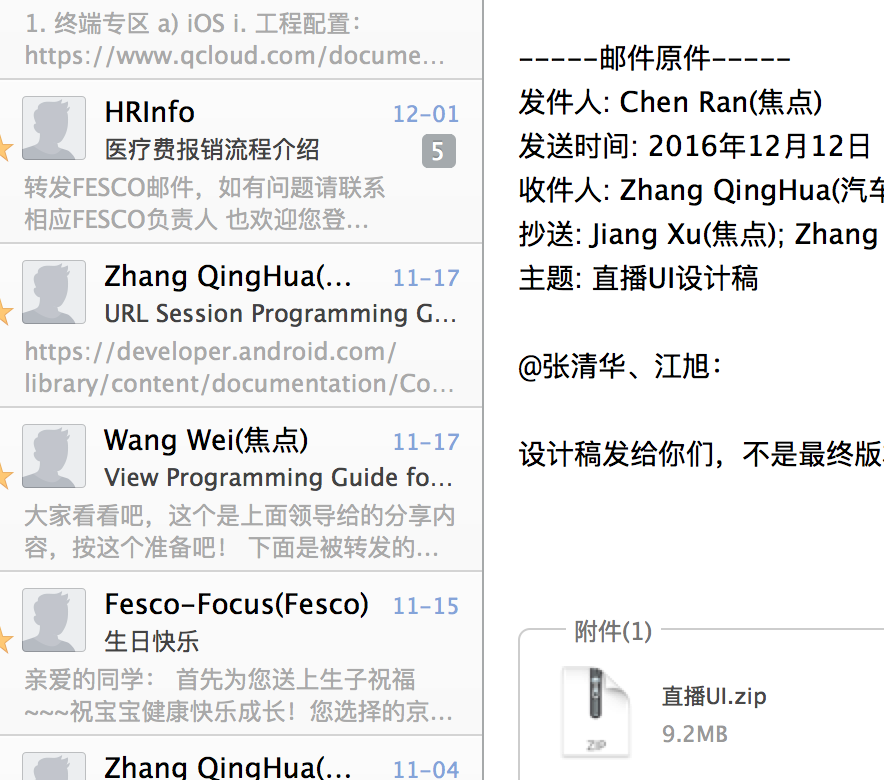 1. 终端专区 a) iOS i. 工程配置：
https://www.qcloud.com/docume...
HRInfo
12-01
医疗费报销流程介绍
5
转发FESCO邮件，如有问题请联系
相应FESCO负责人 也欢迎您登...
Zhang QingHua(...
11-17
URL Session Programming G...
https://developer.android.com/
library/content/documentation/Co...
Wang Wei(焦点)
11-17
View Programming Guide fo...
大家看看吧，这个是上面领导给的分享内
容，按这个准备吧！ 下面是被转发的...
Fesco-Focus(Fesco)
11-15
生日快乐
亲爱的同学： 首先为您送上生子祝福
~~~祝宝宝健康快乐成长！您选择的京...
Zhang QingHua(...
11-04
-----邮件原件-----
发件人: Chen Ran(焦点)
发送时间: 2016年12月12日
收件人: Zhang QingHua(汽车
抄送: Jiang Xu(焦点); Zhang
主题: 直播UI设计稿
@张清华、江旭：
设计稿发给你们，不是最终版
附件(1)
ZIP
直播UI.zip
9.2MB